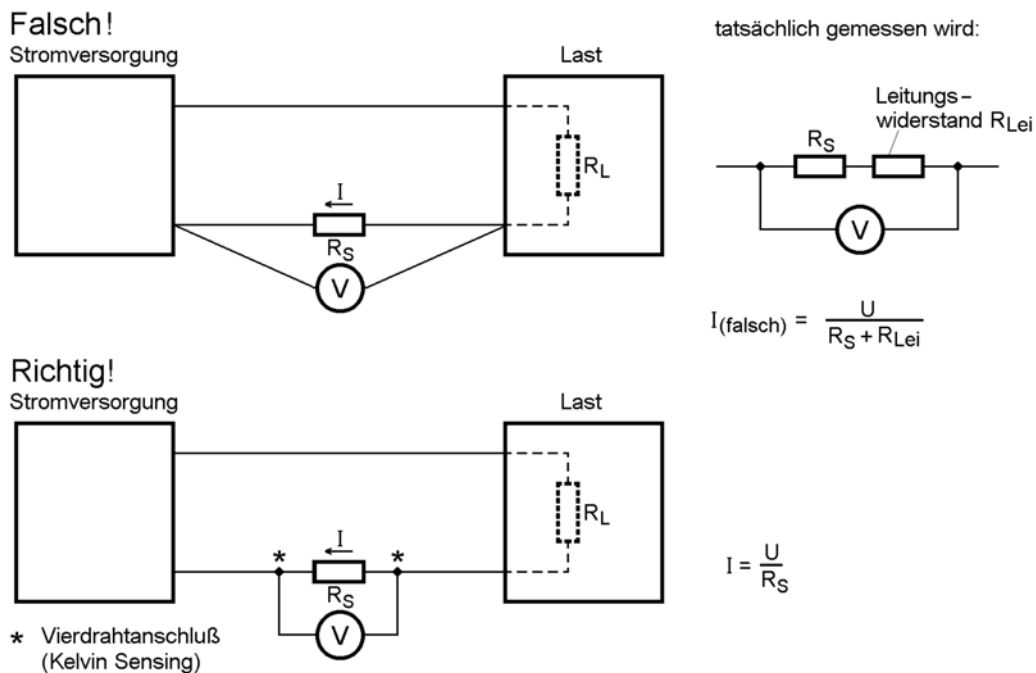 Falsch!
Stromversorgung
Last
tatsächlich gemessen wird:
Leitungs–
widerstand RLei
RS
RL
I
RS
V
V
I(falsch) = U / RS + RLei
Richtig!
Stromversorgung
Last
RL
* I *
RS
V
I = U / RS
* Vierdrahtanschluß
(Kelvin Sensing)